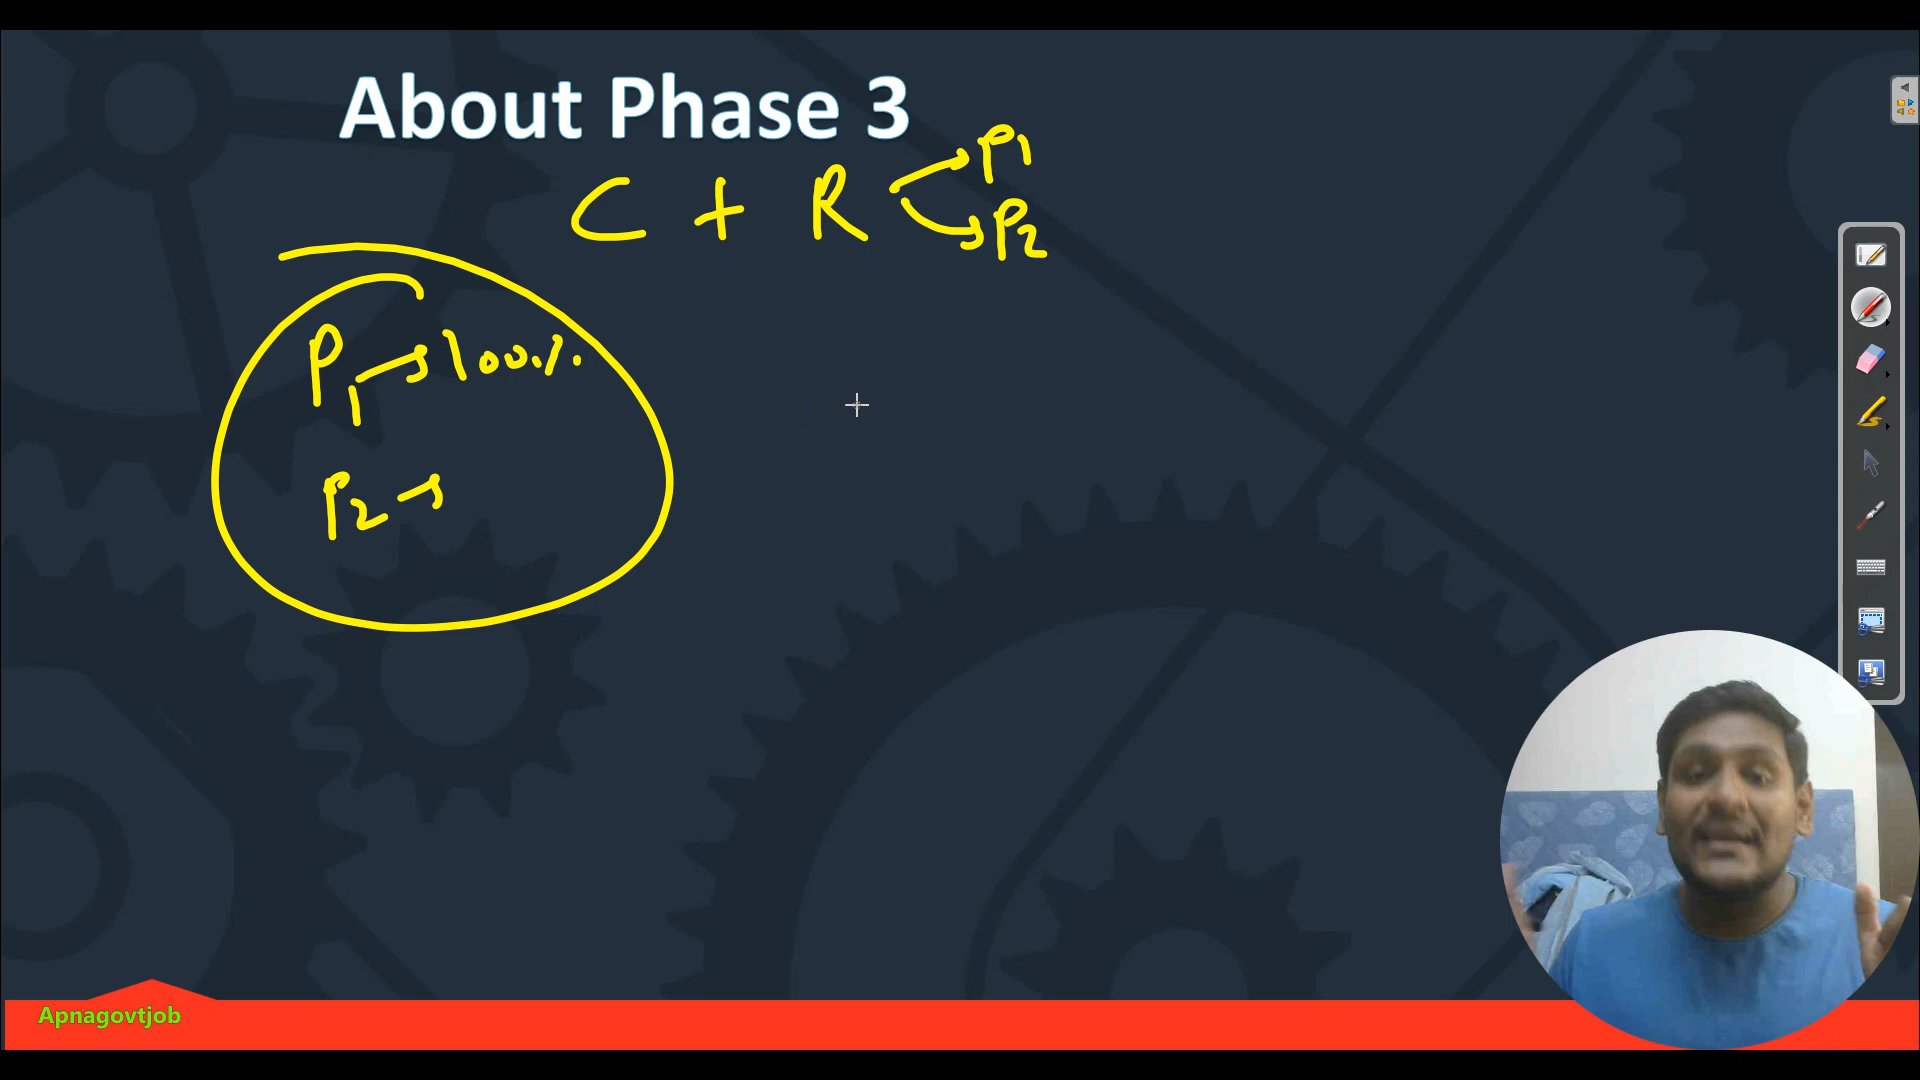 About Phase 3
C + R → P1
→ P2
P1 → 100%.
P2 →
Apnagovtjob